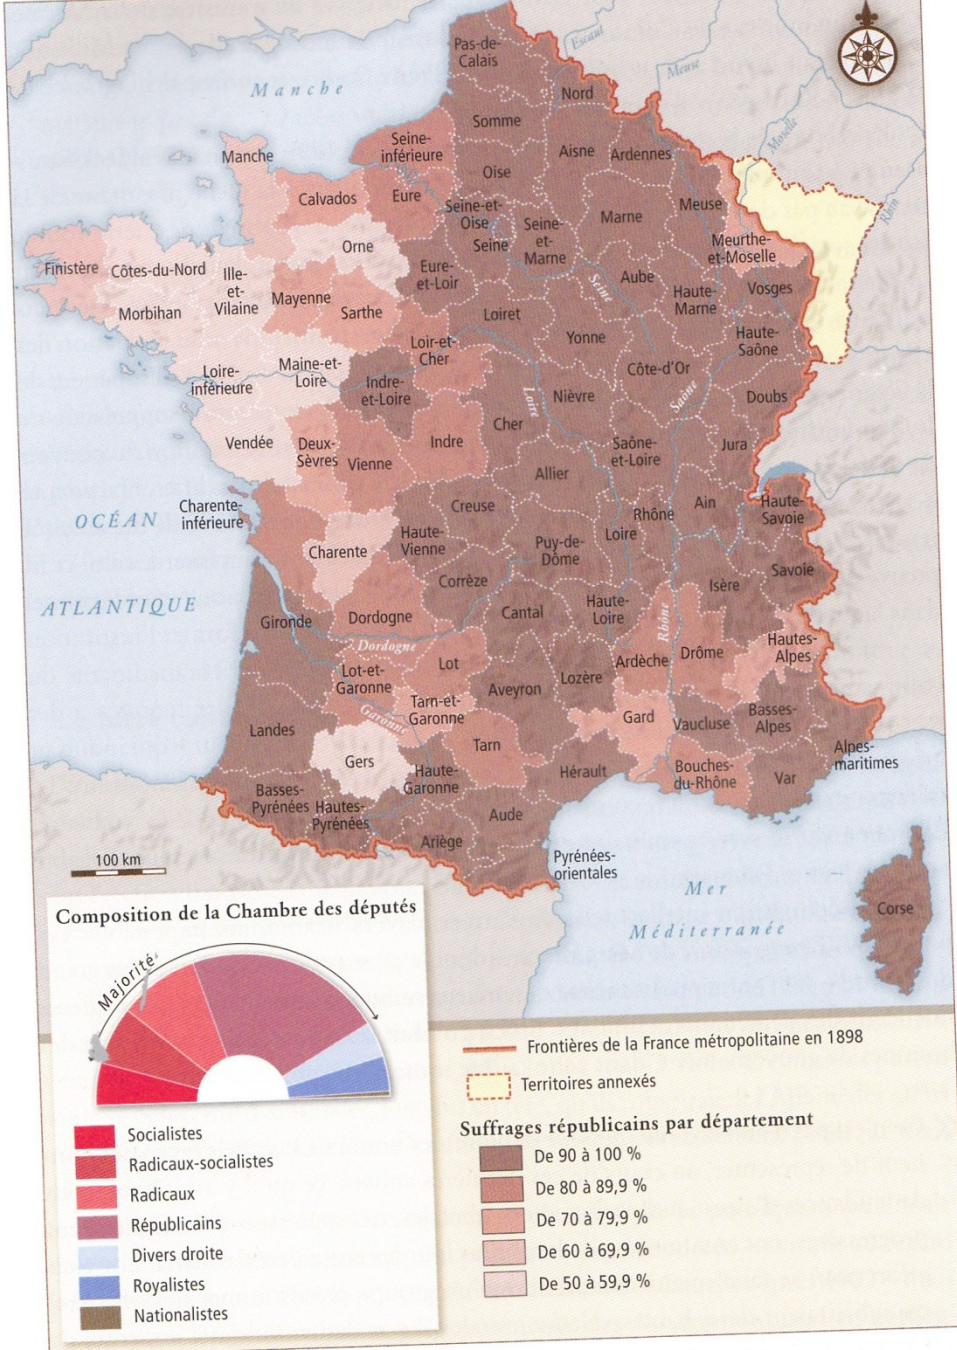 Escaut
Meuse
Moselle
Rhin
Manche
Pas-de-
Calais
Nord
Somme
Seine-
inférieure
Aisne
Ardennes
Manche
Oise
Calvados
Eure
Seine-et-
Oise
Seine
Seine-
et-
Marne
Marne
Meuse
Meurthe-
et-Moselle
Orne
Finistère
Côtes-du-Nord
Ille-
et-
Vilaine
Morbihan
Mayenne
Sarthe
Eure-
et-Loir
Aube
Seine
Haute-
Marne
Vosges
Loiret
Yonne
Haute-
Saône
Loir-et-
Cher
Maine-et-
Loire
Loire-
inférieure
Indre-
et-Loire
Loire
Nièvre
Côte-d'Or
Saône
Doubs
Cher
Vendée
Deux-
Sèvres
Vienne
Indre
Saône-
et-Loire
Jura
Allier
OCÉAN
ATLANTIQUE
Charente-
inférieure
Charente
Haute-
Vienne
Creuse
Puy-de-
Dôme
Loire
Rhône
Ain
Haute-
Savoie
Savoie
Isère
Corrèze
Gironde
Dordogne
Dordogne
Cantal
Haute-
Loire
Rhône
Ardèche
Drôme
Hautes-
Alpes
Lot-et-
Garonne
Lot
Aveyron
Lozère
Garonne
Tarn-et-
Garonne
Landes
Gers
Tarn
Gard
Vaucluse
Basses-
Alpes
Alpes-
maritimes
Hérault
Bouches-
du-Rhône
Var
Basses-
Pyrénées
Hautes-
Pyrénées
Haute-
Garonne
Ariège
Aude
Pyrénées-
orientales
Mer
Méditerranée
Corse
100 km
Composition de la Chambre des députés
Majorité
Socialistes
Radicaux-socialistes
Radicaux
Républicains
Divers droite
Royalistes
Nationalistes
Frontières de la France métropolitaine en 1898
Territoires annexés
Suffrages républicains par département
De 90 à 100 %
De 80 à 89,9 %
De 70 à 79,9 %
De 60 à 69,9 %
De 50 à 59,9 %